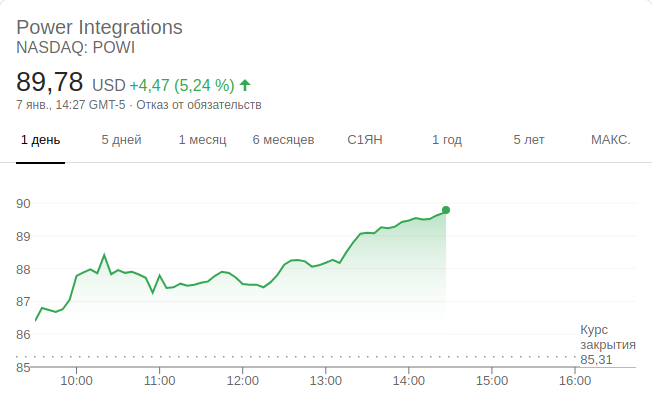 Power Integrations
NASDAQ: POWI
89,78 USD +4,47 (5,24 %)
7 янв., 14:27 GMT-5 · Отказ от обязательств
1 день 5 дней 1 месяц 6 месяцев С1ЯН 1 год 5 лет МАКС.
90
89
88
87
86
Курс
закрытия
85,31
85
10:00 11:00 12:00 13:00 14:00 15:00 16:00